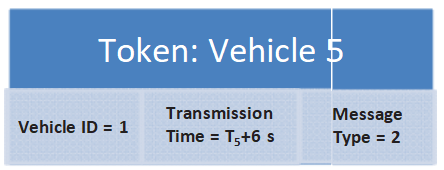 Token: Vehicle 5
Vehicle ID = 1
Transmission
Time = T₅+6 s
Message
Type = 2